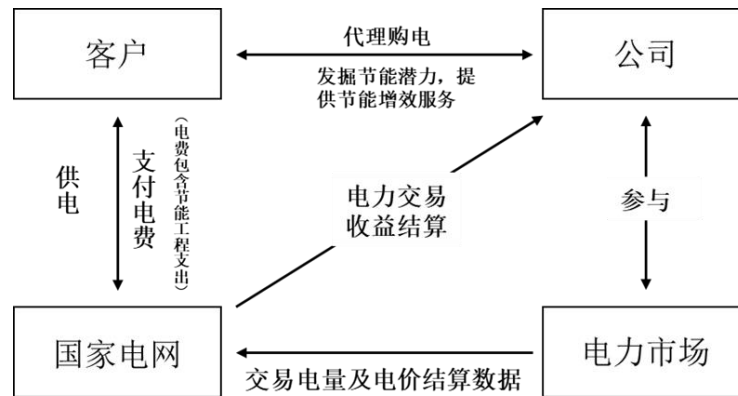 客户
代理购电
公司
发掘节能潜力，提
供节能增效服务
供电
支付电费
（电费包含节能工程支出）
电力交易
收益结算
参与
国家电网
电力市场
交易电量及电价结算数据